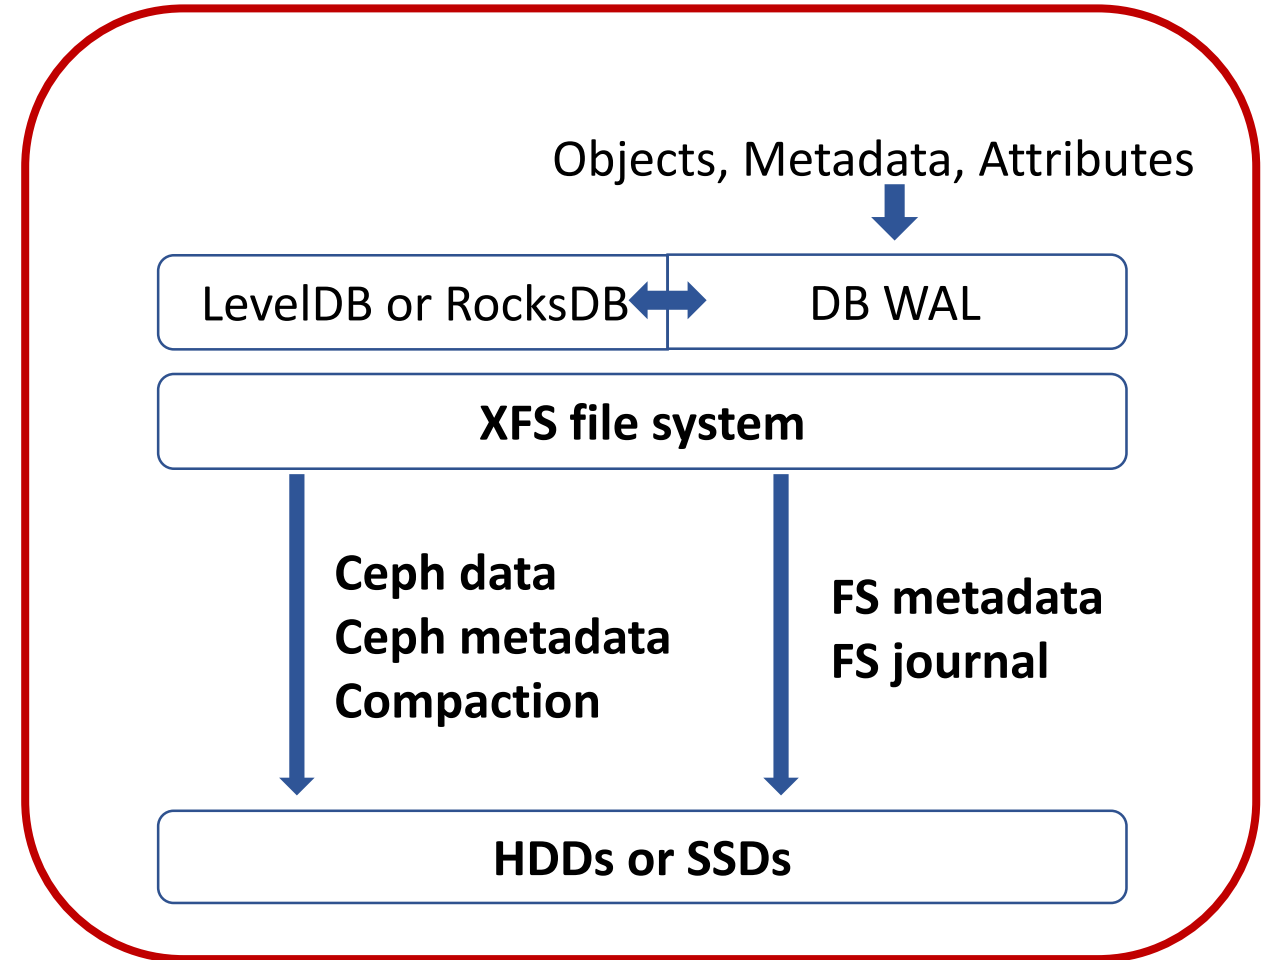 Objects, Metadata, Attributes
LevelDB or RocksDB
DB WAL
XFS file system
Ceph data
Ceph metadata
Compaction
FS metadata
FS journal
HDDs or SSDs